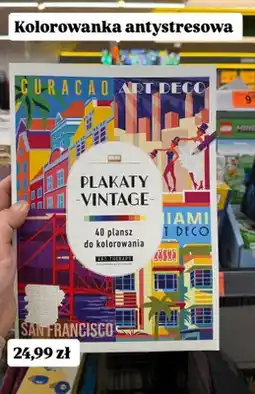 Kolorowanka antystresowa
CURACAO
ART DECO
PLAKATY
-VINTAGE-
40 plansz
do kolorowania
ART THERAPY
MIAMI
ART DECO
SAN FRANCISCO
24,99 zł